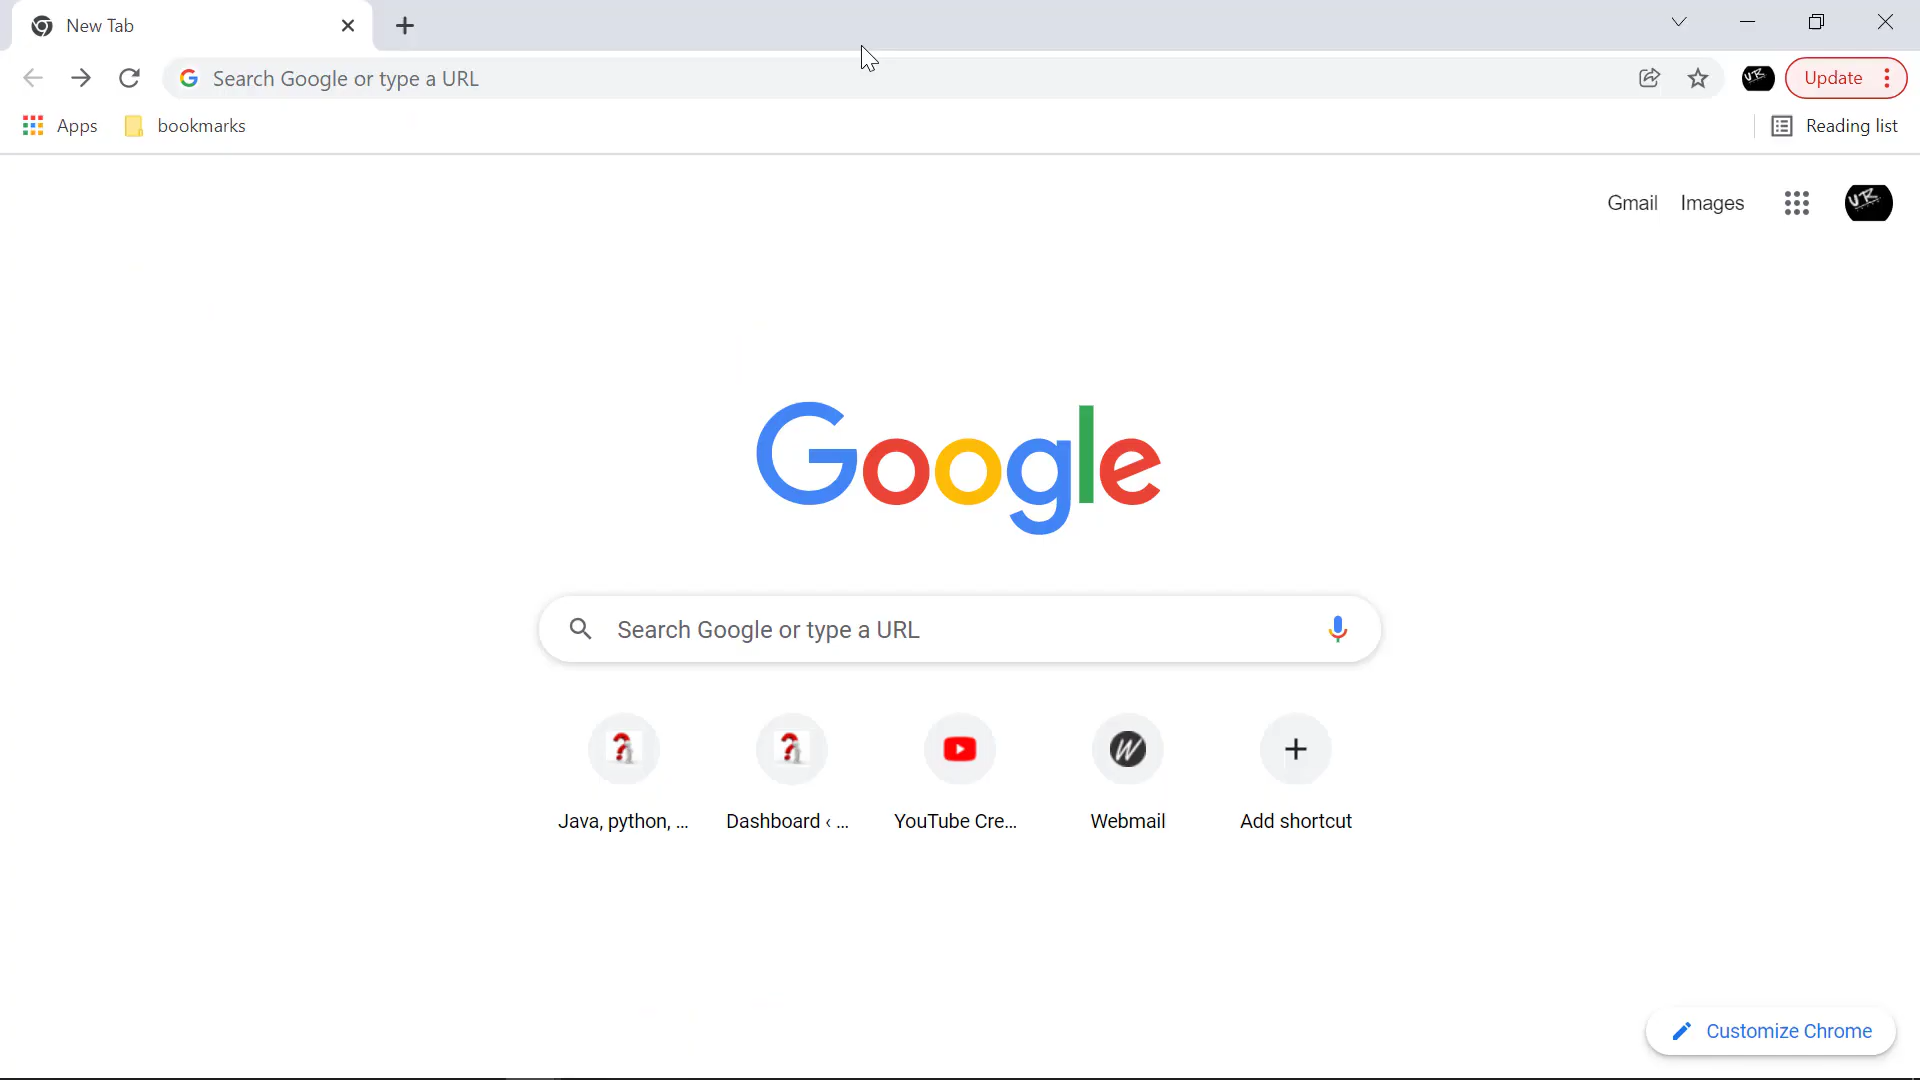 New Tab
Search Google or type a URL
Update
Apps
bookmarks
Reading list
Gmail
Images
Google
Search Google or type a URL
Java, python, ...
Dashboard ‹ ...
YouTube Cre...
Webmail
Add shortcut
Customize Chrome